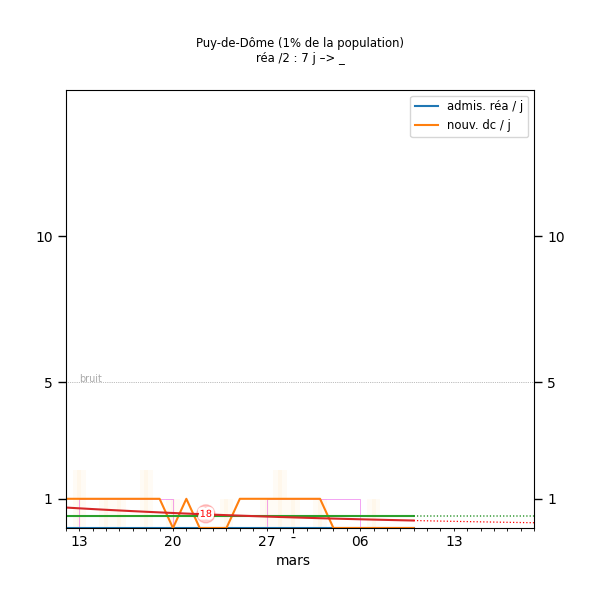 Puy-de-Dôme (1% de la population)
réa /2 : 7 j –> _
admis. réa / j
nouv. dc / j
10
10
5
5
bruit
1
1
18
13
20
27
-
06
13
mars